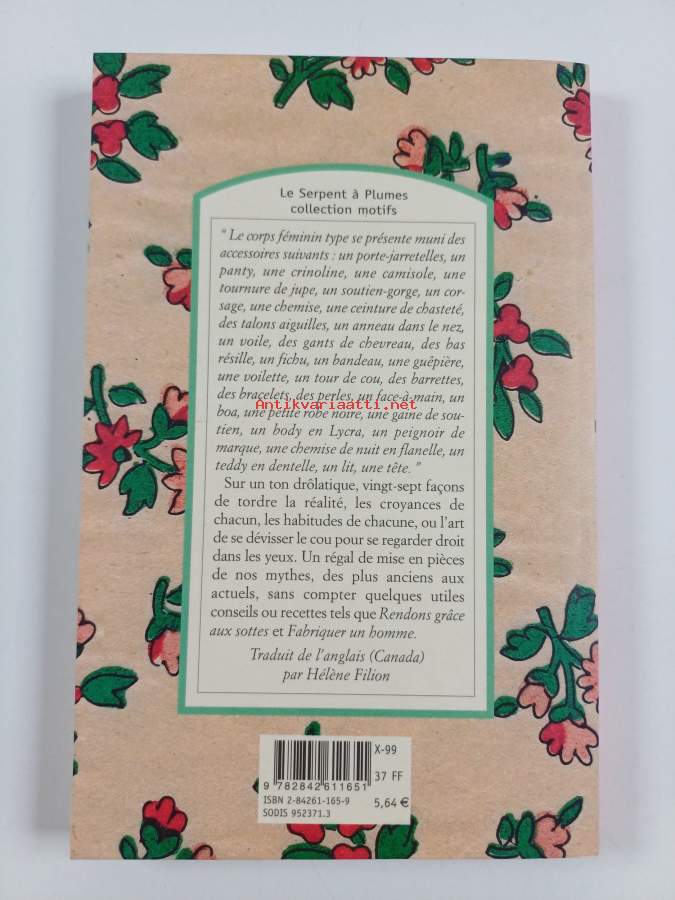 Le Serpent à Plumes
collection motifs
“ Le corps féminin type se présente muni des
accessoires suivants : un porte-jarretelles, un
panty, une crinoline, une camisole, une
tournure de jupe, un soutien-gorge, un cor-
sage, une chemise, une ceinture de chasteté,
des talons aiguilles, un anneau dans le nez,
un voile, des gants de chevreau, des bas
résille, un fichu, un bandeau, une guêpière,
une voilette, un tour de cou, des barrettes,
des bracelets, des perles, un face-à-main, un
Antikvariaatti.net
boa, une petite robe noire, une gaine de sou-
tien, un body en Lycra, un peignoir de
marque, une chemise de nuit en flanelle, un
teddy en dentelle, un lit, une tête. ”
Sur un ton drôlatique, vingt-sept façons
de tordre la réalité, les croyances de
chacun, les habitudes de chacune, ou l’art
de se dévisser le cou pour se regarder droit
dans les yeux. Un régal de mise en pièces
de nos mythes, des plus anciens aux
actuels, sans compter quelques utiles
conseils ou recettes tels que Rendons grâce
aux sottes et Fabriquer un homme.
Traduit de l’anglais (Canada)
par Hélène Filion
X-99
37 FF
9 782842 611651
ISBN 2-84261-165-9
5,64 €
SODIS 952371.3